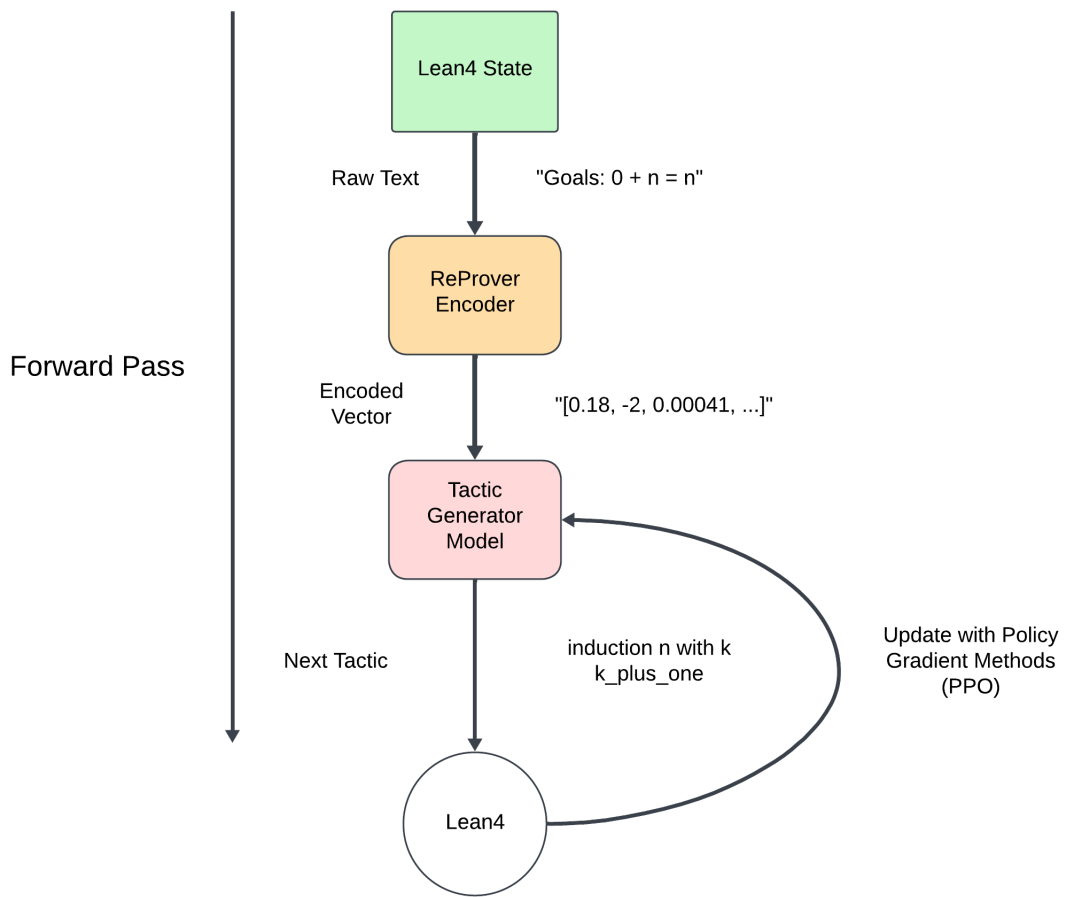 Lean4 State
Raw Text
"Goals: 0 + n = n"
ReProver
Encoder
Forward Pass
Encoded
Vector
"[0.18, -2, 0.00041, ...]"
Tactic
Generator
Model
Next Tactic
induction n with k
k_plus_one
Update with Policy
Gradient Methods
(PPO)
Lean4